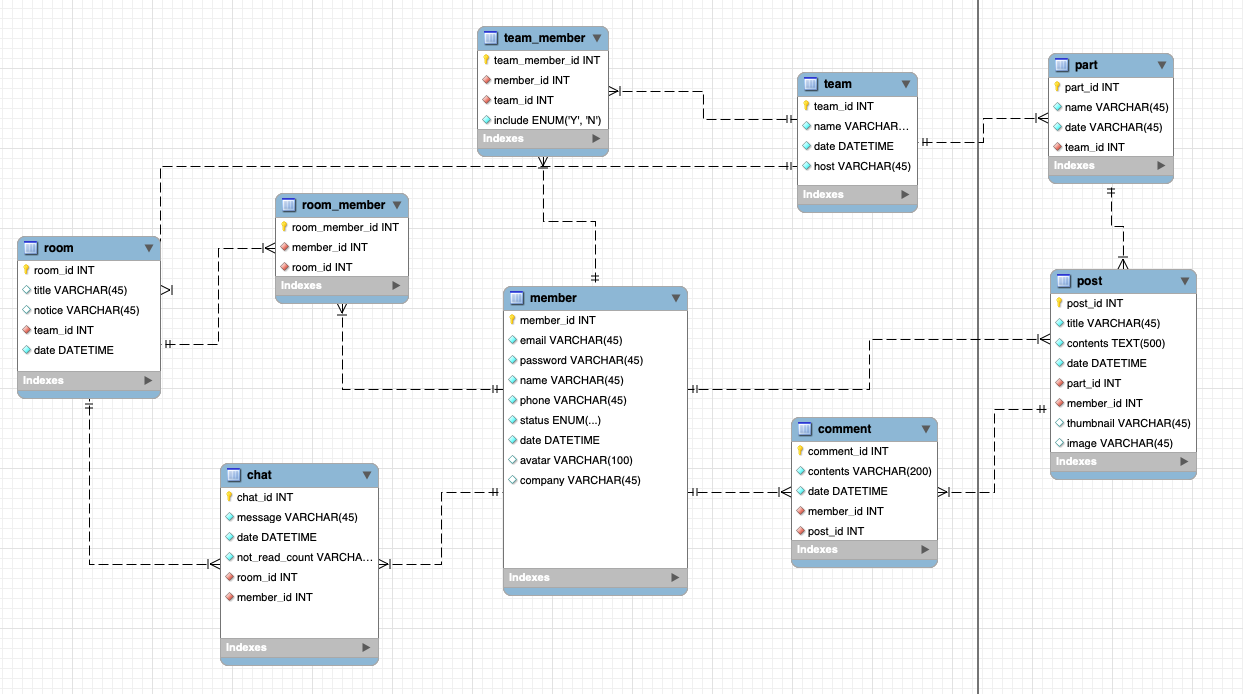 team_member
team_member_id INT
member_id INT
team_id INT
include ENUM('Y', 'N')
Indexes
team
team_id INT
name VARCHAR...
date DATETIME
host VARCHAR(45)
Indexes
part
part_id INT
name VARCHAR(45)
date VARCHAR(45)
team_id INT
Indexes
room_member
room_member_id INT
member_id INT
room_id INT
Indexes
room
room_id INT
title VARCHAR(45)
notice VARCHAR(45)
team_id INT
date DATETIME
Indexes
member
member_id INT
email VARCHAR(45)
password VARCHAR(45)
name VARCHAR(45)
phone VARCHAR(45)
status ENUM(...)
date DATETIME
avatar VARCHAR(100)
company VARCHAR(45)
Indexes
post
post_id INT
title VARCHAR(45)
contents TEXT(500)
date DATETIME
part_id INT
member_id INT
thumbnail VARCHAR(45)
image VARCHAR(45)
Indexes
comment
comment_id INT
contents VARCHAR(200)
date DATETIME
member_id INT
post_id INT
Indexes
chat
chat_id INT
message VARCHAR(45)
date DATETIME
not_read_count VARCHA...
room_id INT
member_id INT
Indexes